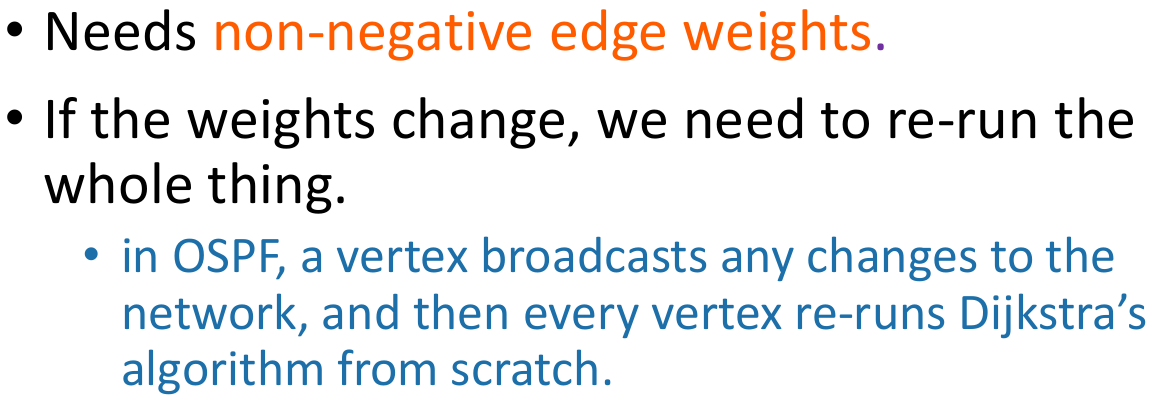 • Needs non-negative edge weights.
• If the weights change, we need to re-run the
whole thing.
• in OSPF, a vertex broadcasts any changes to the
network, and then every vertex re-runs Dijkstra’s
algorithm from scratch.